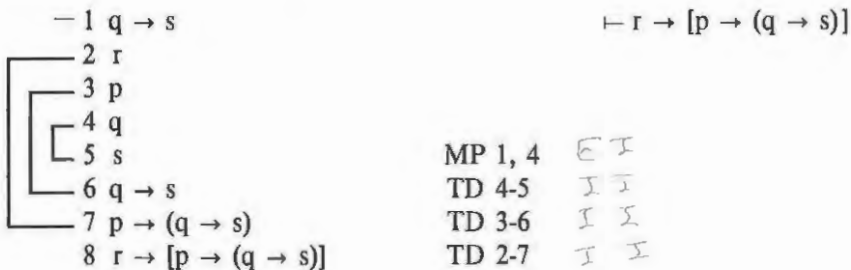 — 1 q → s ⊢ r → [p → (q → s)]
2 r
3 p
4 q
5 s MP 1, 4 E I
6 q → s TD 4-5 I I
7 p → (q → s) TD 3-6 I I
8 r → [p → (q → s)] TD 2-7 I I